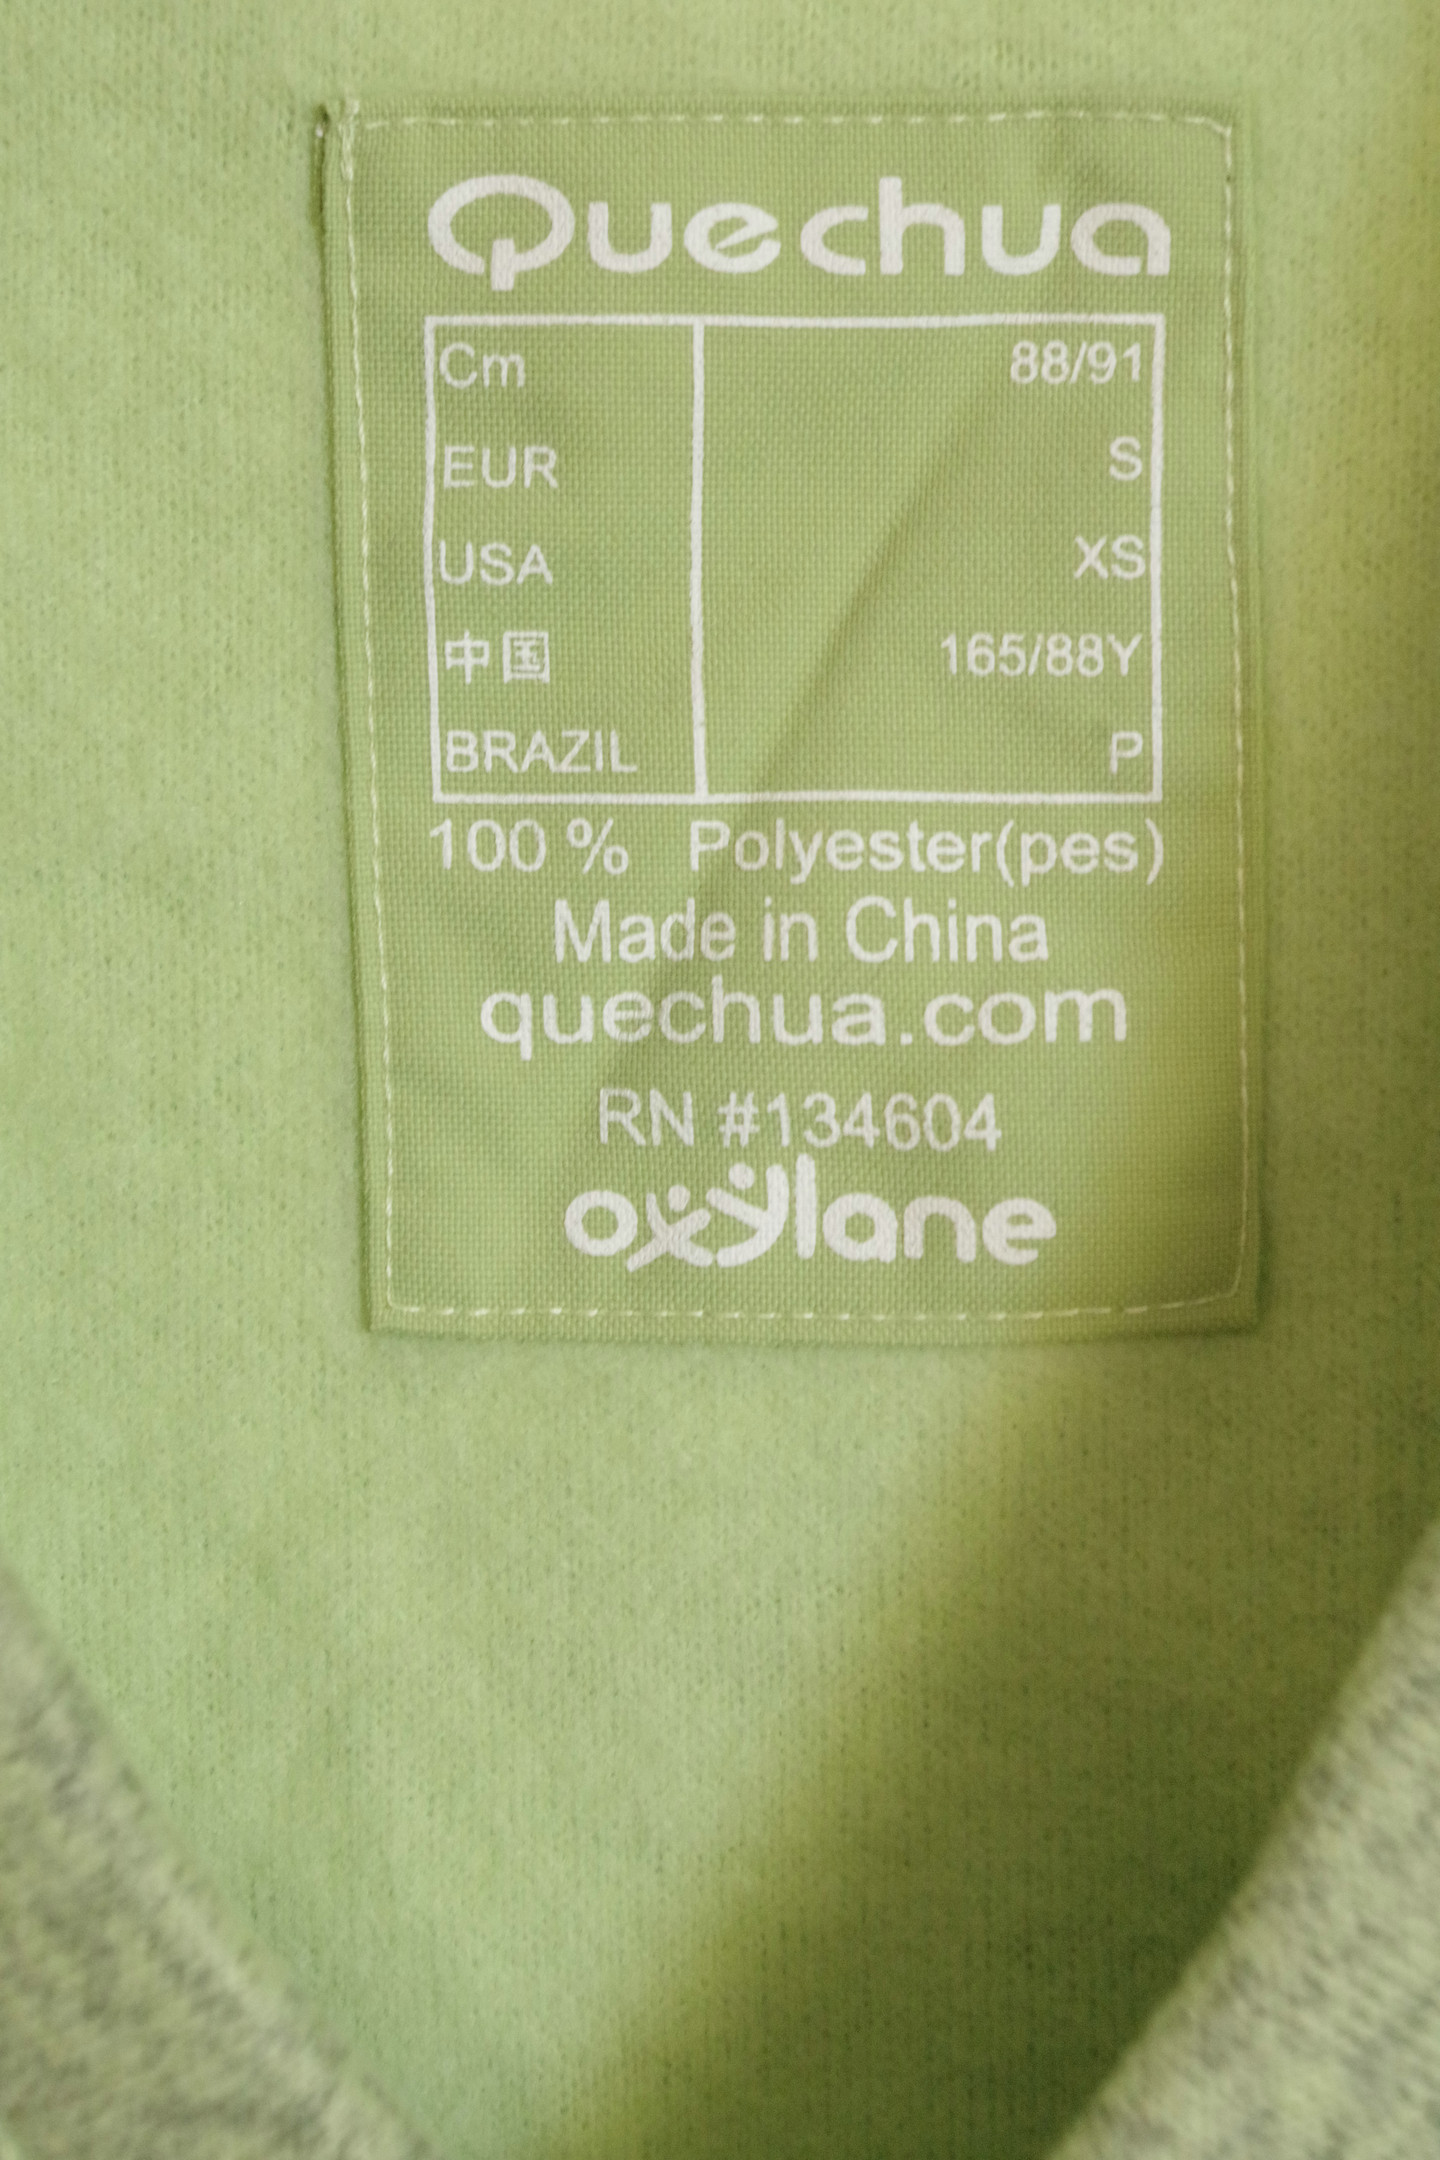 Quechua
Cm 88/91
EUR S
USA XS
中国 165/88Y
BRAZIL P
100 % Polyester(pes)
Made in China
quechua.com
RN #134604
oxylane